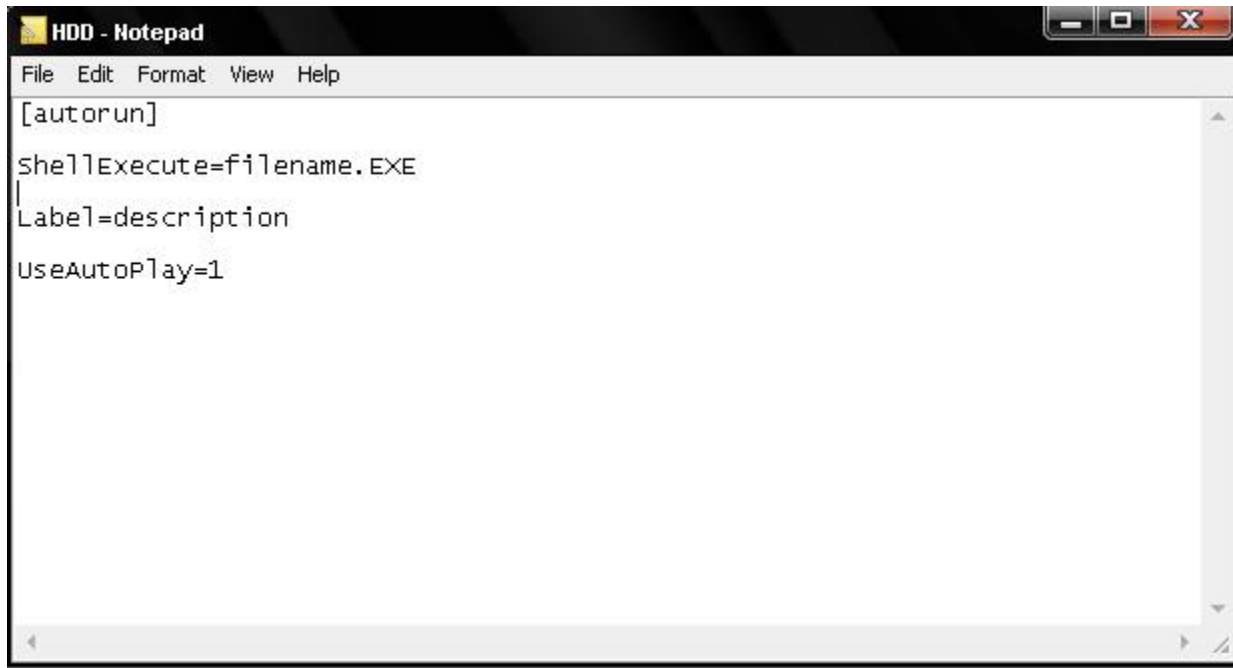 HDD - Notepad
File Edit Format View Help
[autorun]
ShellExecute=filename.EXE
Label=description
UseAutoPlay=1